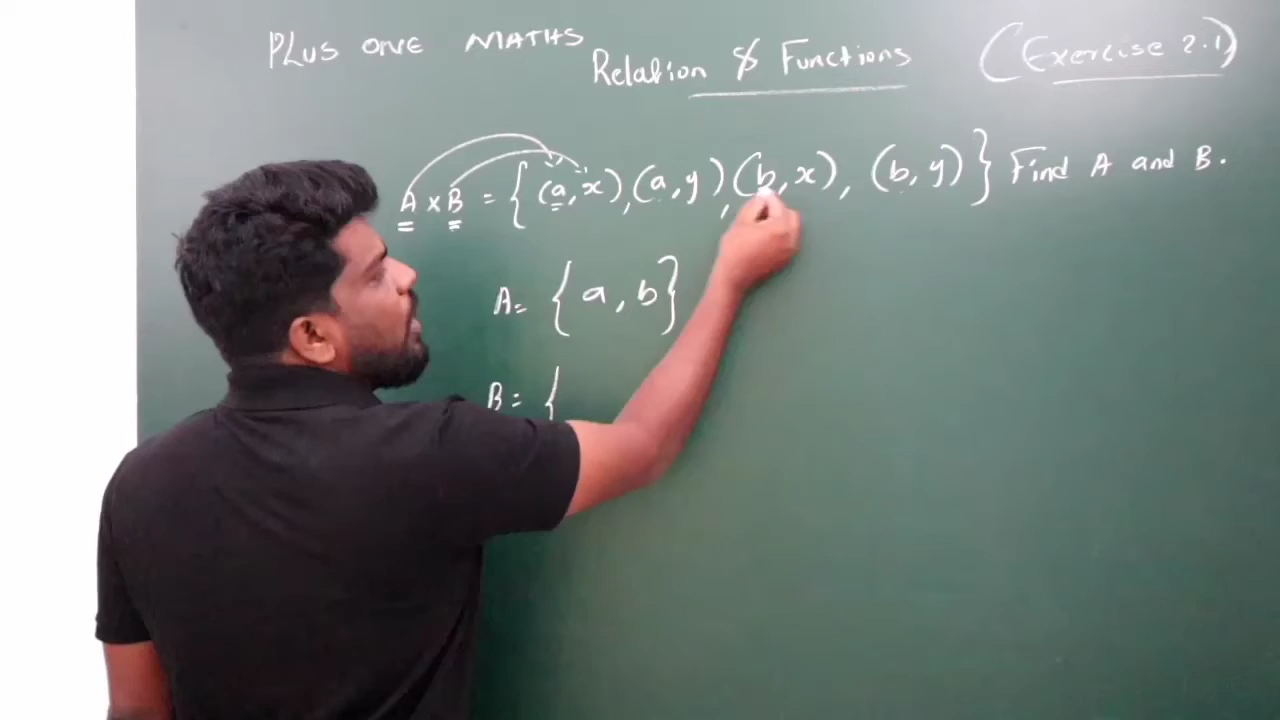 PLUS ONE MATHS
Relation & Functions (Exercise 2.1)
A x B = { (a, x), (a, y), (b, x), (b, y) } Find A and B.
A = { a, b }
B = {